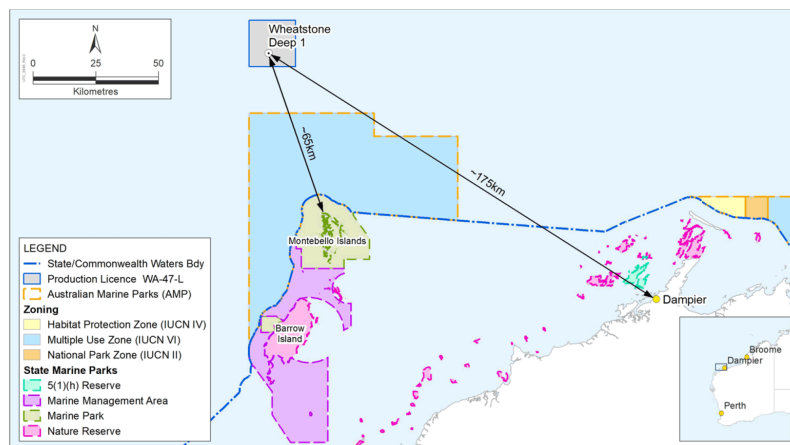 N
0 25 50
Kilometres
Wheatstone
Deep 1
~65km
~175km
Montebello Islands
Barrow
Island
Dampier
LEGEND
State/Commonwealth Waters Bdy
Production Licence WA-47-L
Australian Marine Parks (AMP)
Zoning
Habitat Protection Zone (IUCN IV)
Multiple Use Zone (IUCN VI)
National Park Zone (IUCN II)
State Marine Parks
5(1)(h) Reserve
Marine Management Area
Marine Park
Nature Reserve
Broome
Dampier
Perth